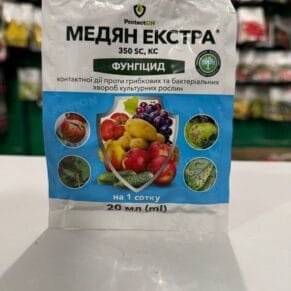 ProtectON
МЕДЯН ЕКСТРА®
350 SC, КС
ФУНГІЦИД
контактної дії проти грибкових та бактеріальних
хвороб культурних рослин
на 1 сотку
20 мл (ml)